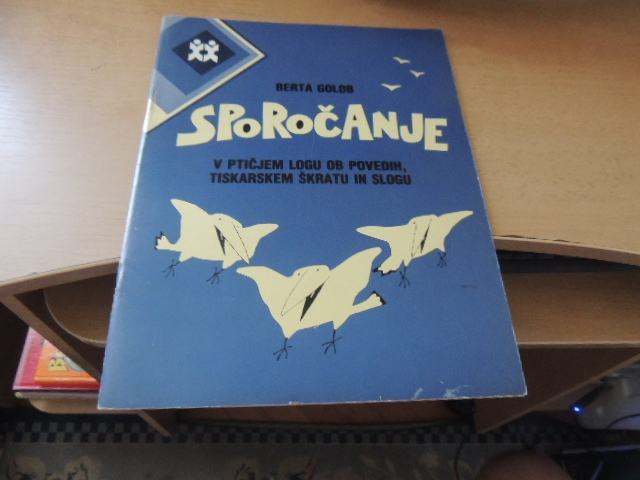 BERTA GOLOB
SPOROČANJE
V PTIČJEM LOGU OB POVEDIH,
TISKARSKEM ŠKRATU IN SLOGU